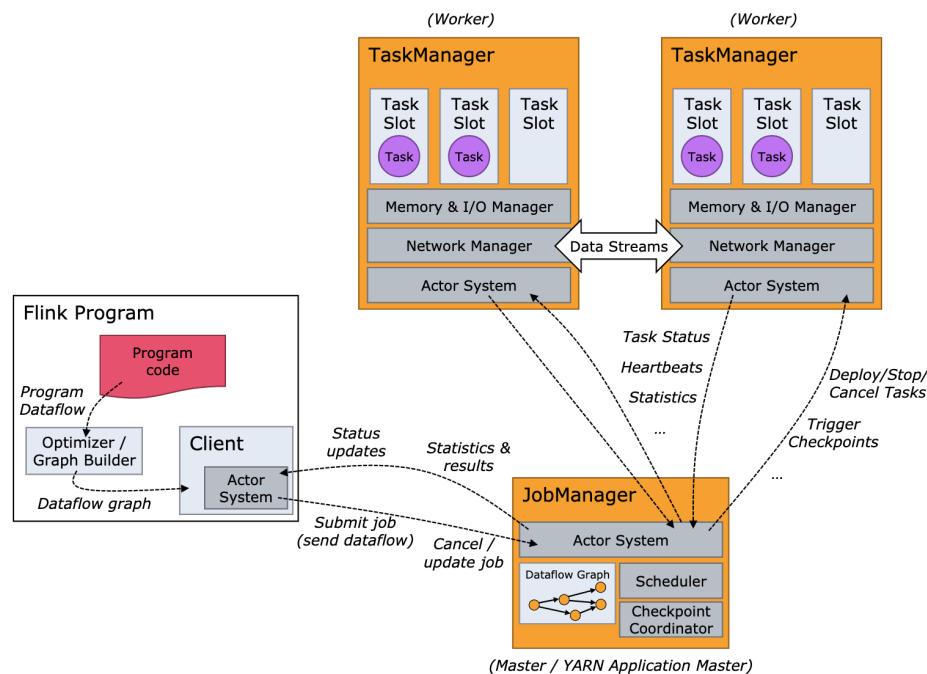 (Worker)
(Worker)
TaskManager
TaskManager
Task
Slot
Task
Task
Slot
Task
Task
Slot
Task
Slot
Task
Task
Slot
Task
Task
Slot
Memory & I/O Manager
Memory & I/O Manager
Network Manager
Data Streams
Network Manager
Actor System
Actor System
Flink Program
Program
code
Program
Dataflow
Optimizer /
Graph Builder
Dataflow graph
Client
Actor
System
Status
updates
Statistics &
results
Submit job
(send dataflow)
Cancel /
update job
Task Status
Heartbeats
Statistics
...
Deploy/Stop/
Cancel Tasks
Trigger
Checkpoints
...
JobManager
Actor System
Dataflow Graph
Scheduler
Checkpoint
Coordinator
(Master / YARN Application Master)